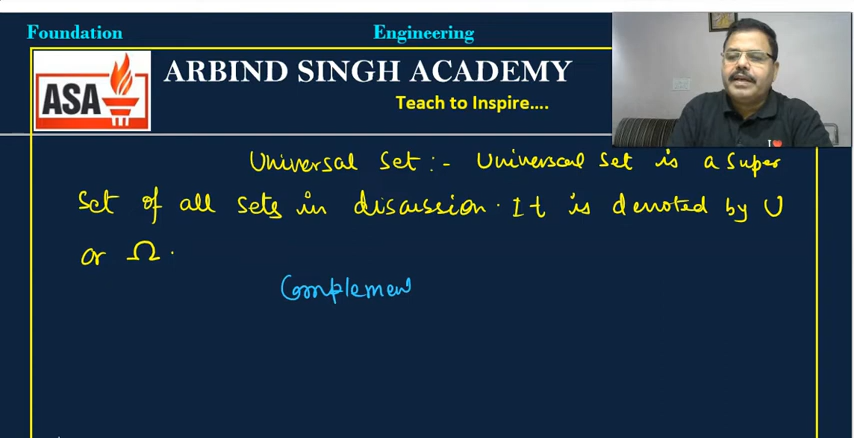 Foundation Engineering
ASA ARBIND SINGH ACADEMY
Teach to Inspire....
Universal Set :- Universal Set is a Super
Set of all Sets in discussion. It is denoted by U
or Ω.
Complemen